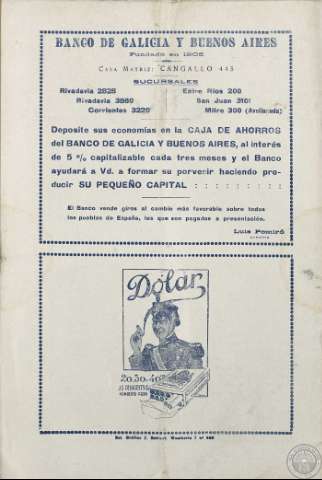 BANCO DE GALICIA Y BUENOS AIRES
Fundado en 1905
CASA MATRIZ: CANGALLO 445
SUCURSALES
Rivadavia 2828 Entre Ríos 200
Rivadavia 3860 San Juan 3101
Corrientes 3220 Mitre 300 (Avellaneda)
Deposite sus economías en la CAJA DE AHORROS
del BANCO DE GALICIA Y BUENOS AIRES, al interés
de 5 % capitalizable cada tres meses y el Banco
ayudará a Vd. a formar su porvenir haciendo pro-
ducir SU PEQUEÑO CAPITAL : : : : : : : : :
El Banco vende giros al cambio más favorable sobre todos
los pueblos de España, los que son pagados a presentación.
Luis Pomiró
GERENTE
Dólar
20.30.40